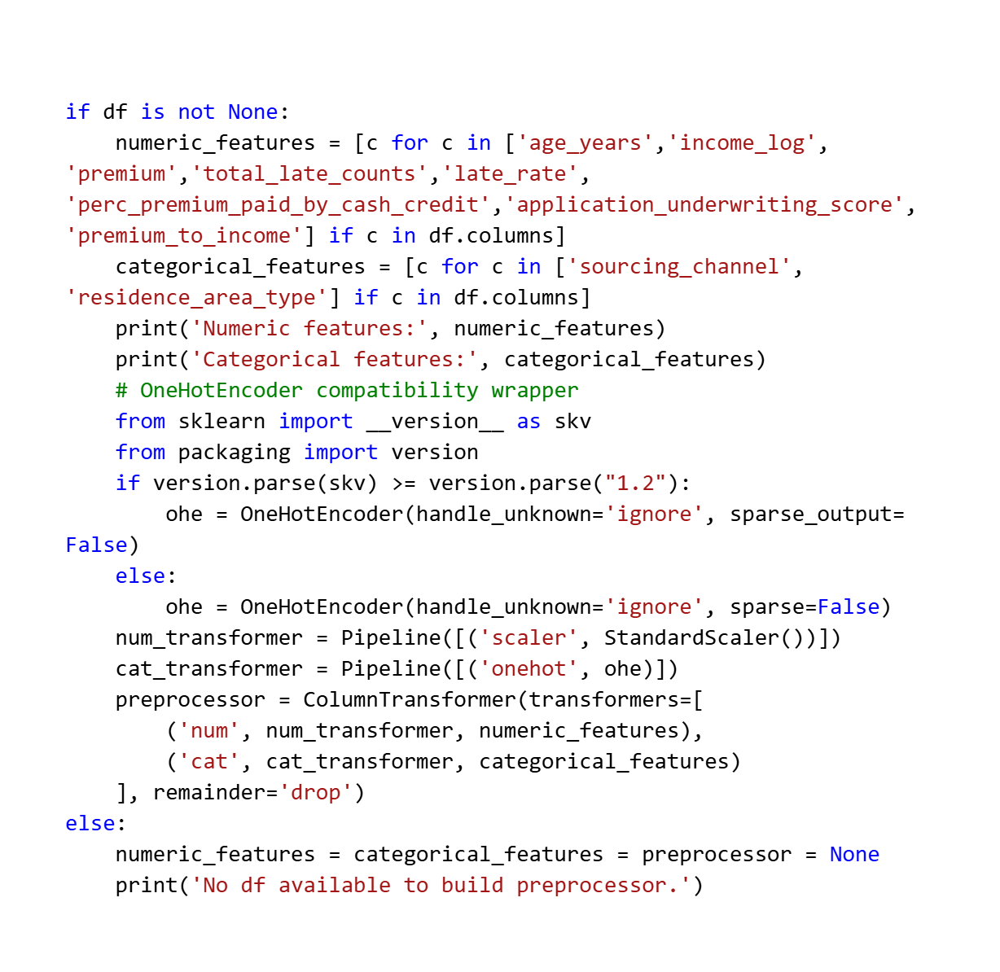 if df is not None:
    numeric_features = [c for c in ['age_years','income_log',
'premium','total_late_counts','late_rate',
'perc_premium_paid_by_cash_credit','application_underwriting_score',
'premium_to_income'] if c in df.columns]
    categorical_features = [c for c in ['sourcing_channel',
'residence_area_type'] if c in df.columns]
    print('Numeric features:', numeric_features)
    print('Categorical features:', categorical_features)
    # OneHotEncoder compatibility wrapper
    from sklearn import __version__ as skv
    from packaging import version
    if version.parse(skv) >= version.parse("1.2"):
        ohe = OneHotEncoder(handle_unknown='ignore', sparse_output=
False)
    else:
        ohe = OneHotEncoder(handle_unknown='ignore', sparse=False)
    num_transformer = Pipeline([('scaler', StandardScaler())])
    cat_transformer = Pipeline([('onehot', ohe)])
    preprocessor = ColumnTransformer(transformers=[
        ('num', num_transformer, numeric_features),
        ('cat', cat_transformer, categorical_features)
    ], remainder='drop')
else:
    numeric_features = categorical_features = preprocessor = None
    print('No df available to build preprocessor.')